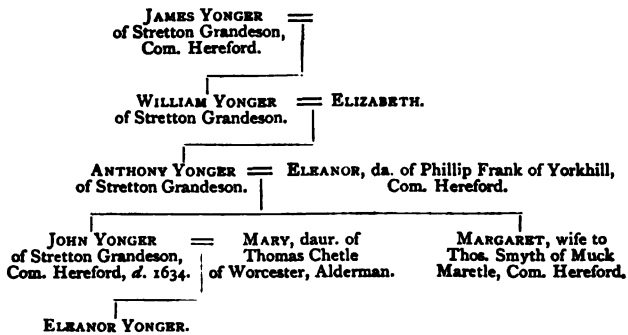 JAMES YONGER =
of Stretton Grandeson,
Com. Hereford.
WILLIAM YONGER = ELIZABETH.
of Stretton Grandeson.
ANTHONY YONGER = ELEANOR, da. of Phillip Frank of Yorkhill,
of Stretton Grandeson. Com. Hereford.
JOHN YONGER = MARY, daur. of
of Stretton Grandeson, Thomas Chetle
Com. Hereford, d. 1634. of Worcester, Alderman.
MARGARET, wife to
Thos. Smyth of Muck
Maretle, Com. Hereford.
ELEANOR YONGER.